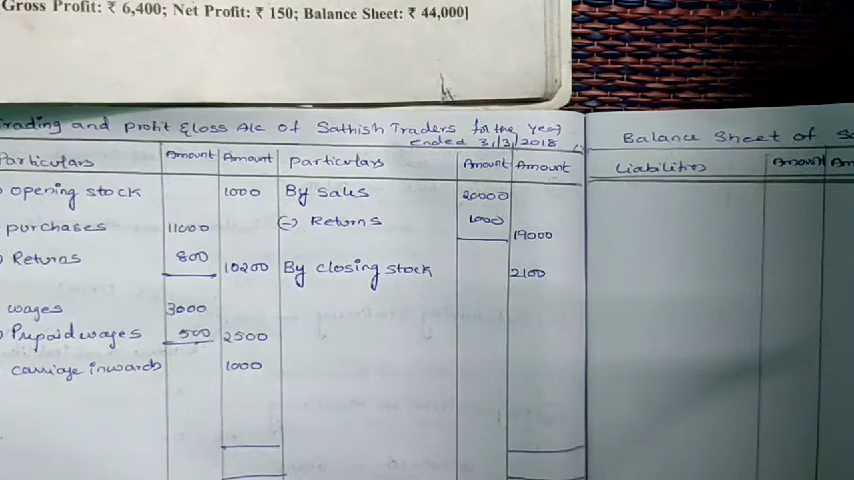 Gross Profit: ₹ 6,400; Net Profit: ₹ 150; Balance Sheet: ₹ 44,000]
Trading and Profit & Loss A/c of Sathish Traders for the Year
ended 31/3/2018
Particulars Amount Amount Particulars Amount Amount
opening stock 1000 By Sales 20000
purchases 11000 (-) Returns 1000
19000
Returns 800
10200 By closing stock 2100
wages 3000
Prepaid wages 500 2500
carriage inwards 1000
Balance Sheet of
Liabilities Amount